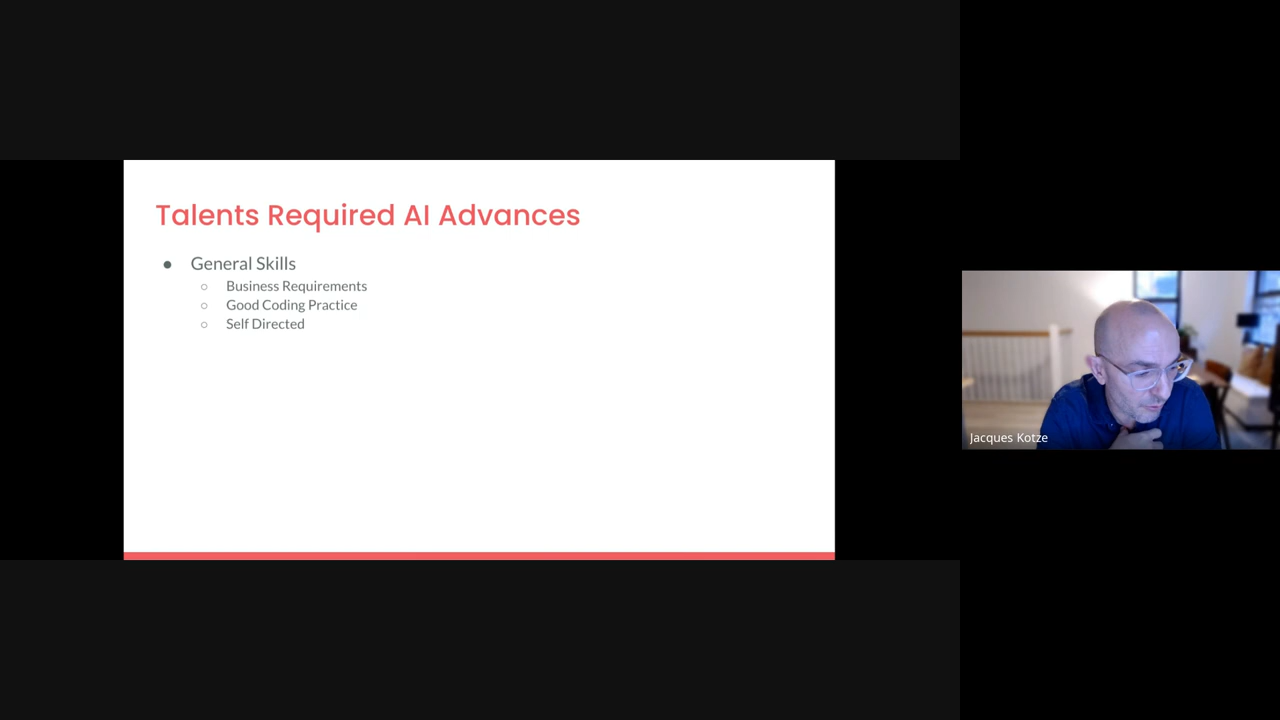 Talents Required AI Advances
● General Skills
○ Business Requirements
○ Good Coding Practice
○ Self Directed
Jacques Kotze